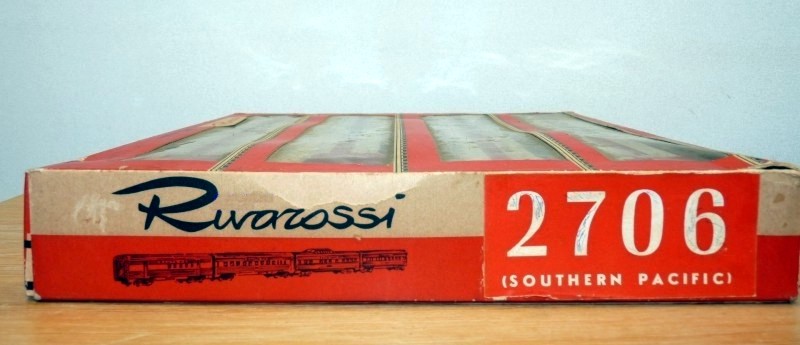 Rivarossi
2706
(SOUTHERN PACIFIC)